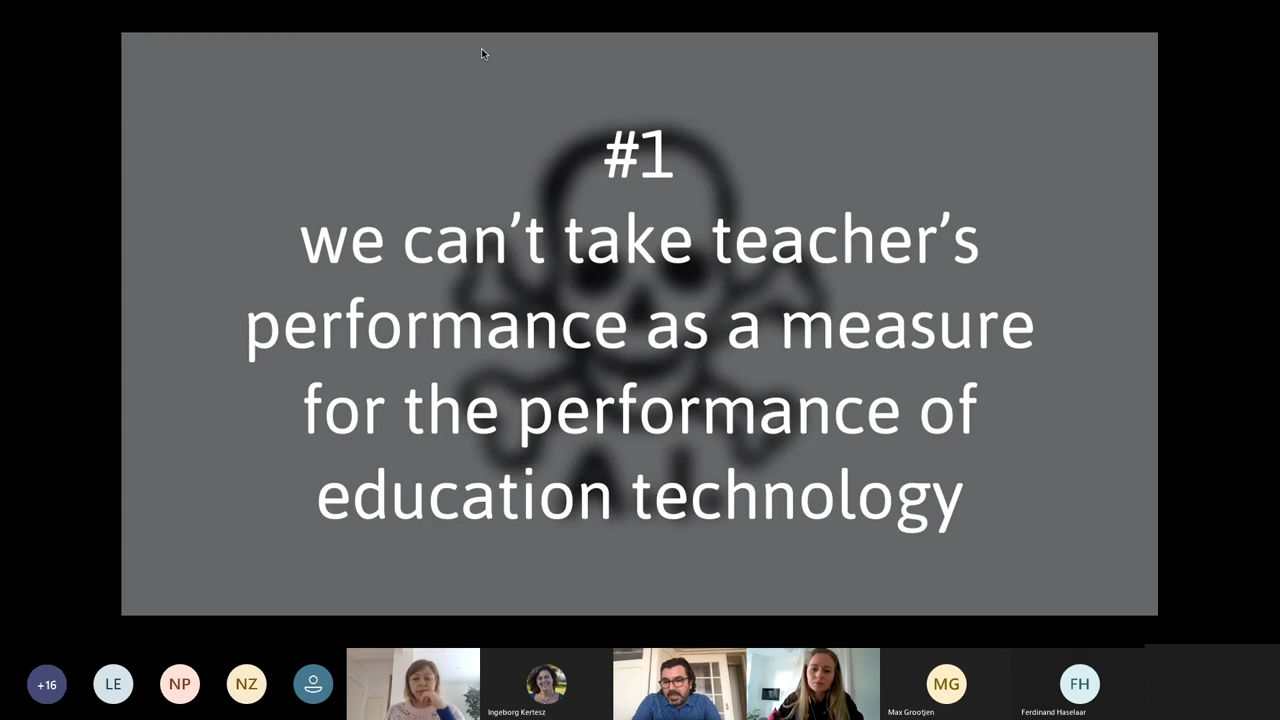 #1
we can’t take teacher’s
performance as a measure
for the performance of
education technology
AI
+16
LE
NP
NZ
Ingeborg Kertesz
MG
Max Grootjen
FH
Ferdinand Haselaar